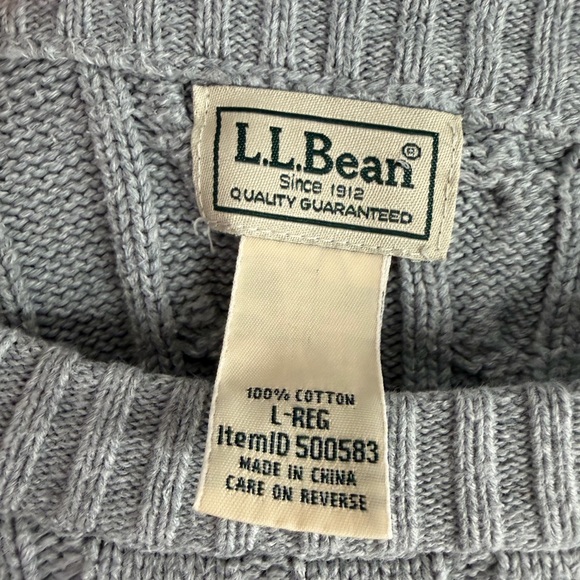 L.L.Bean®
Since 1912
QUALITY GUARANTEED
100% COTTON
L-REG
ItemID 500583
MADE IN CHINA
CARE ON REVERSE